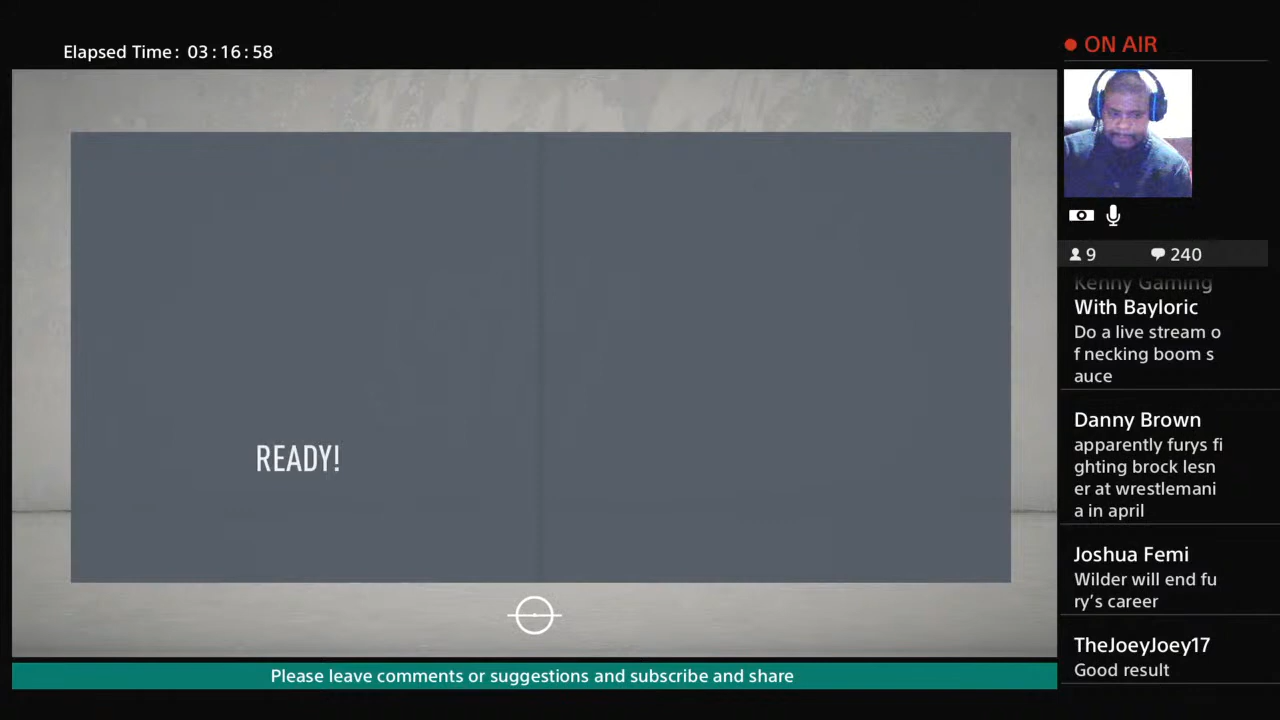 Elapsed Time: 03:16:58
ON AIR
9 240
Kenny Gaming
With Bayloric
Do a live stream o
f necking boom s
auce
Danny Brown
apparently furys fi
ghting brock lesn
er at wrestlemani
a in april
Joshua Femi
Wilder will end fu
ry’s career
TheJoeyJoey17
Good result
READY!
Please leave comments or suggestions and subscribe and share